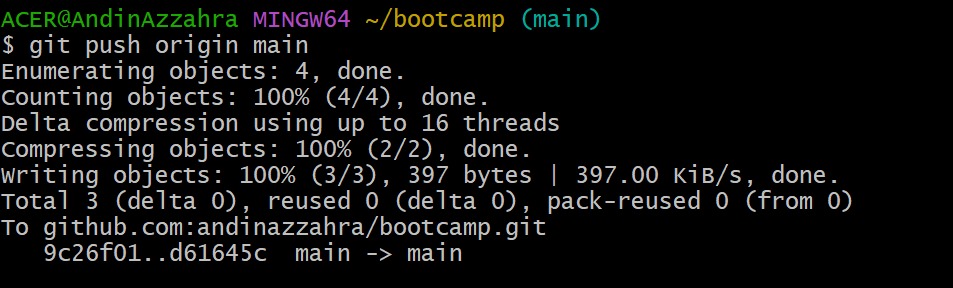 ACER@AndinAzzahra MINGW64 ~/bootcamp (main)
$ git push origin main
Enumerating objects: 4, done.
Counting objects: 100% (4/4), done.
Delta compression using up to 16 threads
Compressing objects: 100% (2/2), done.
Writing objects: 100% (3/3), 397 bytes | 397.00 KiB/s, done.
Total 3 (delta 0), reused 0 (delta 0), pack-reused 0 (from 0)
To github.com:andinazzahra/bootcamp.git
   9c26f01..d61645c  main -> main